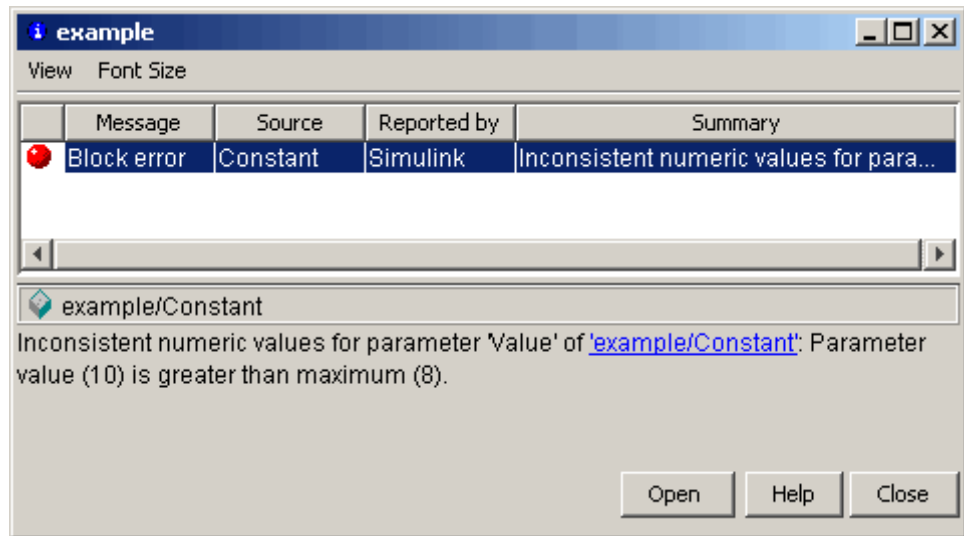 example
View Font Size
Message Source Reported by Summary
Block error Constant Simulink Inconsistent numeric values for para...
example/Constant
Inconsistent numeric values for parameter 'Value' of 'example/Constant': Parameter
value (10) is greater than maximum (8).
Open Help Close